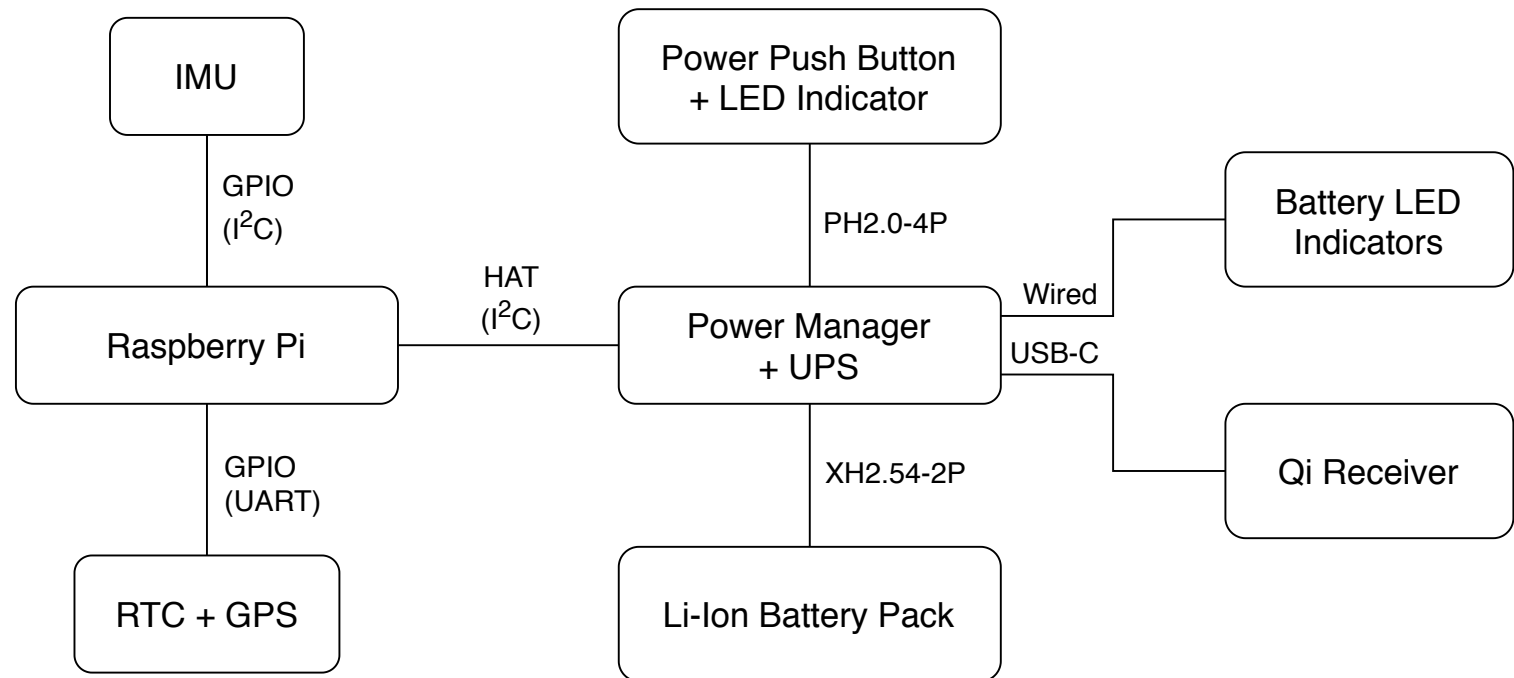 IMU
Power Push Button
+ LED Indicator
GPIO
(I²C)
PH2.0-4P
Battery LED
Indicators
HAT
(I²C)
Wired
Raspberry Pi
Power Manager
+ UPS
USB-C
GPIO
(UART)
XH2.54-2P
Qi Receiver
RTC + GPS
Li-Ion Battery Pack